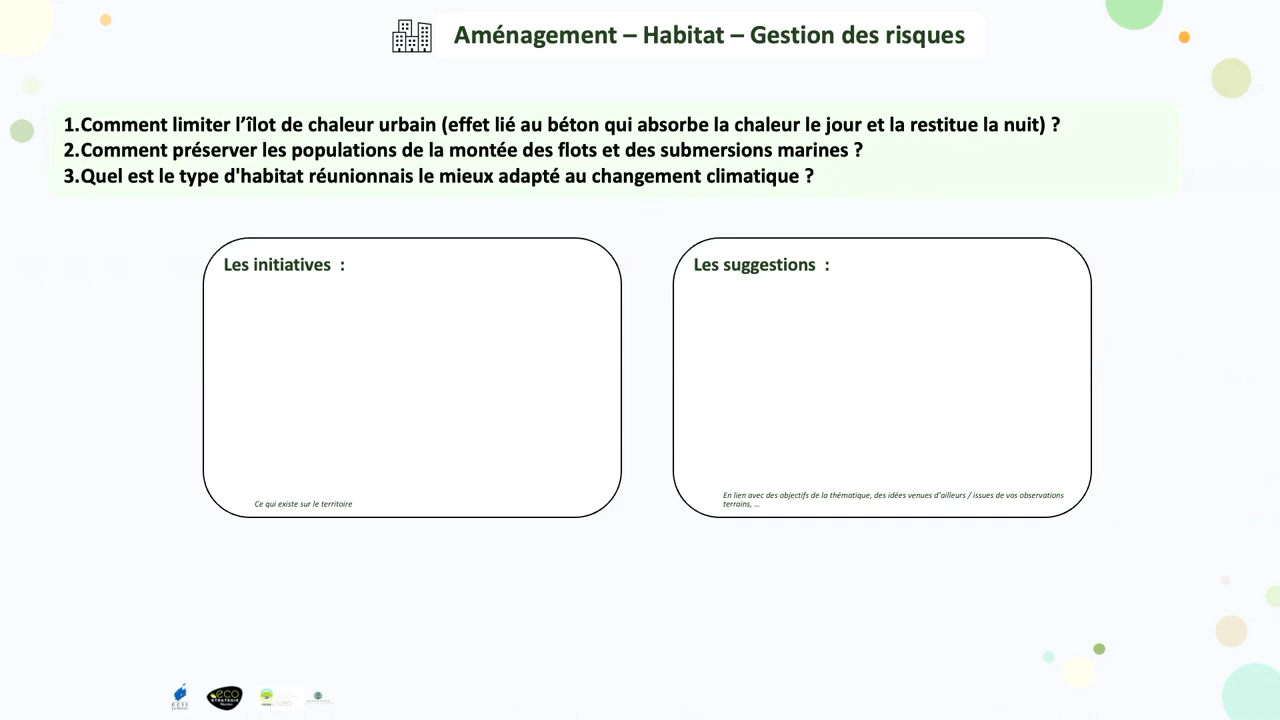 Aménagement – Habitat – Gestion des risques
1.Comment limiter l’îlot de chaleur urbain (effet lié au béton qui absorbe la chaleur le jour et la restitue la nuit) ?
2.Comment préserver les populations de la montée des flots et des submersions marines ?
3.Quel est le type d'habitat réunionnais le mieux adapté au changement climatique ?
Les initiatives :
Ce qui existe sur le territoire
Les suggestions :
En lien avec des objectifs de la thématique, des idées venues d’ailleurs / issues de vos observations
terrains, ...
eco
STRATEGIE